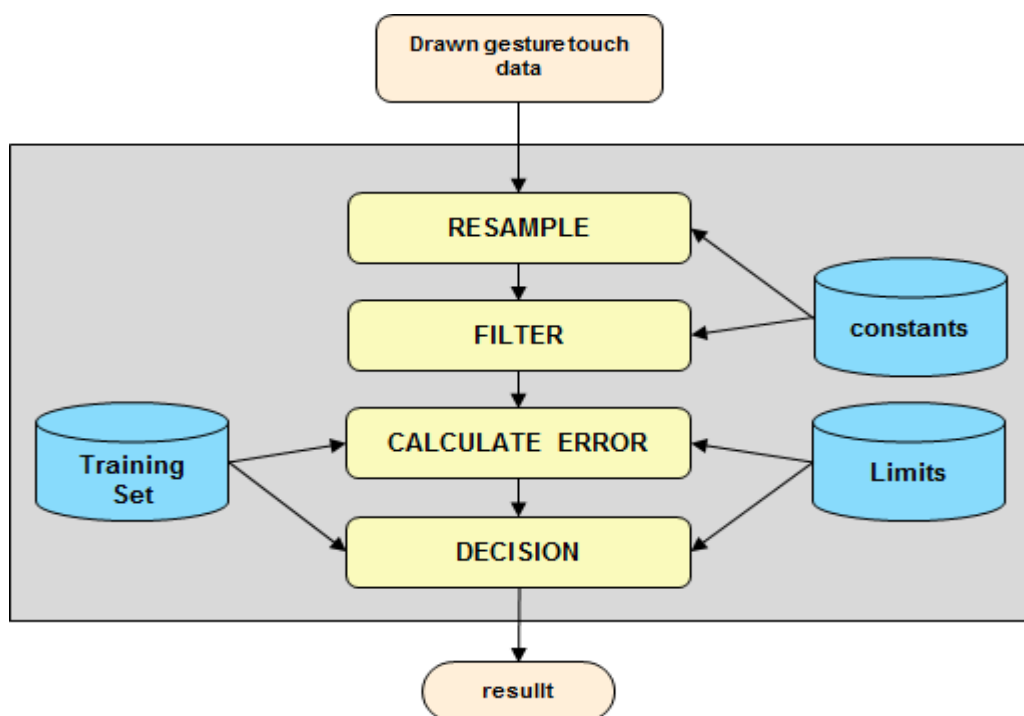 Drawn gesture touch
data
RESAMPLE
FILTER
constants
CALCULATE ERROR
Training
Set
Limits
DECISION
resullt